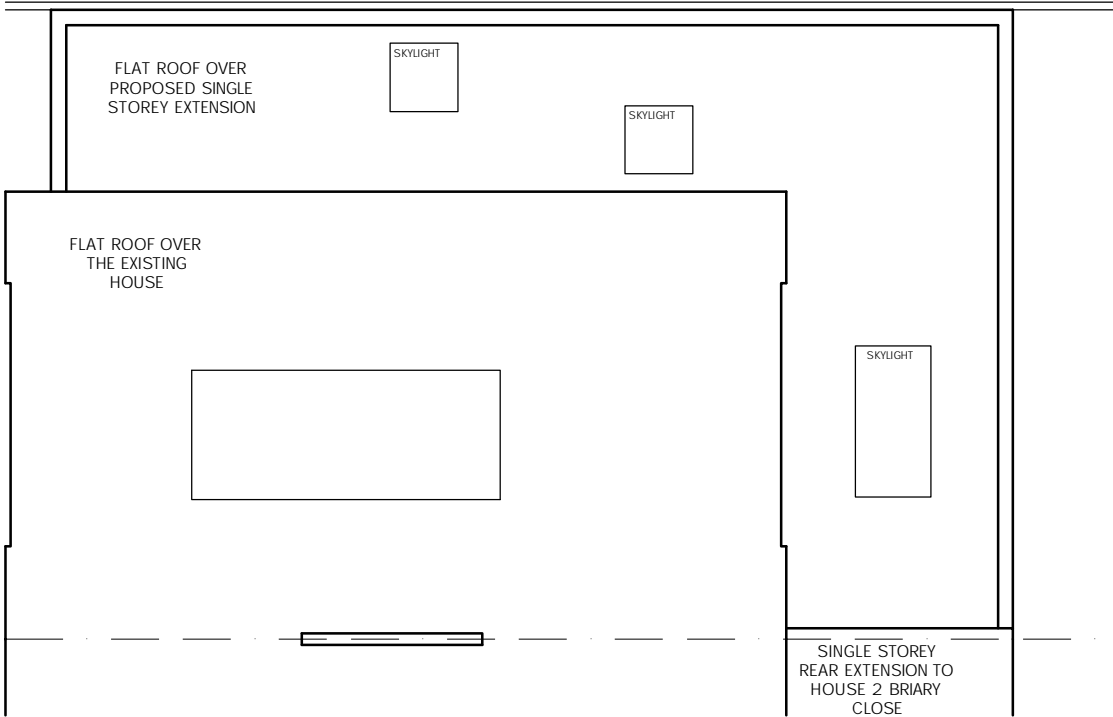 SKYLIGHT
FLAT ROOF OVER
PROPOSED SINGLE
STOREY EXTENSION
SKYLIGHT
FLAT ROOF OVER
THE EXISTING
HOUSE
SKYLIGHT
SINGLE STOREY
REAR EXTENSION TO
HOUSE 2 BRIARY
CLOSE